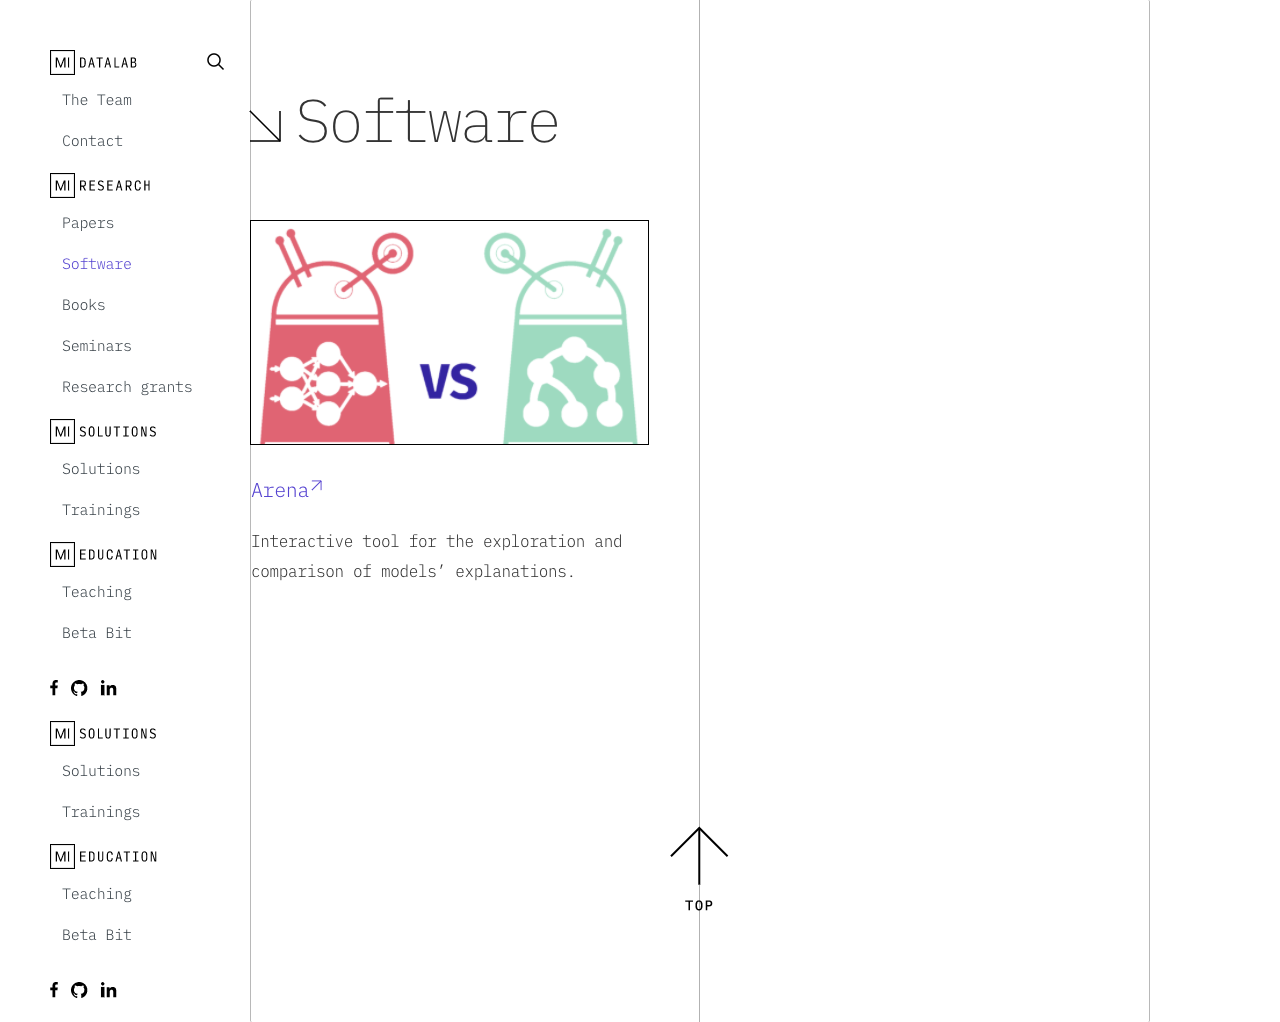 MI DATALAB
The Team
Contact
MI RESEARCH
Papers
Software
Books
Seminars
Research grants
MI SOLUTIONS
Solutions
Trainings
MI EDUCATION
Teaching
Beta Bit
MI SOLUTIONS
Solutions
Trainings
MI EDUCATION
Teaching
Beta Bit
Software
VS
Arena
Interactive tool for the exploration and
comparison of models’ explanations.
TOP